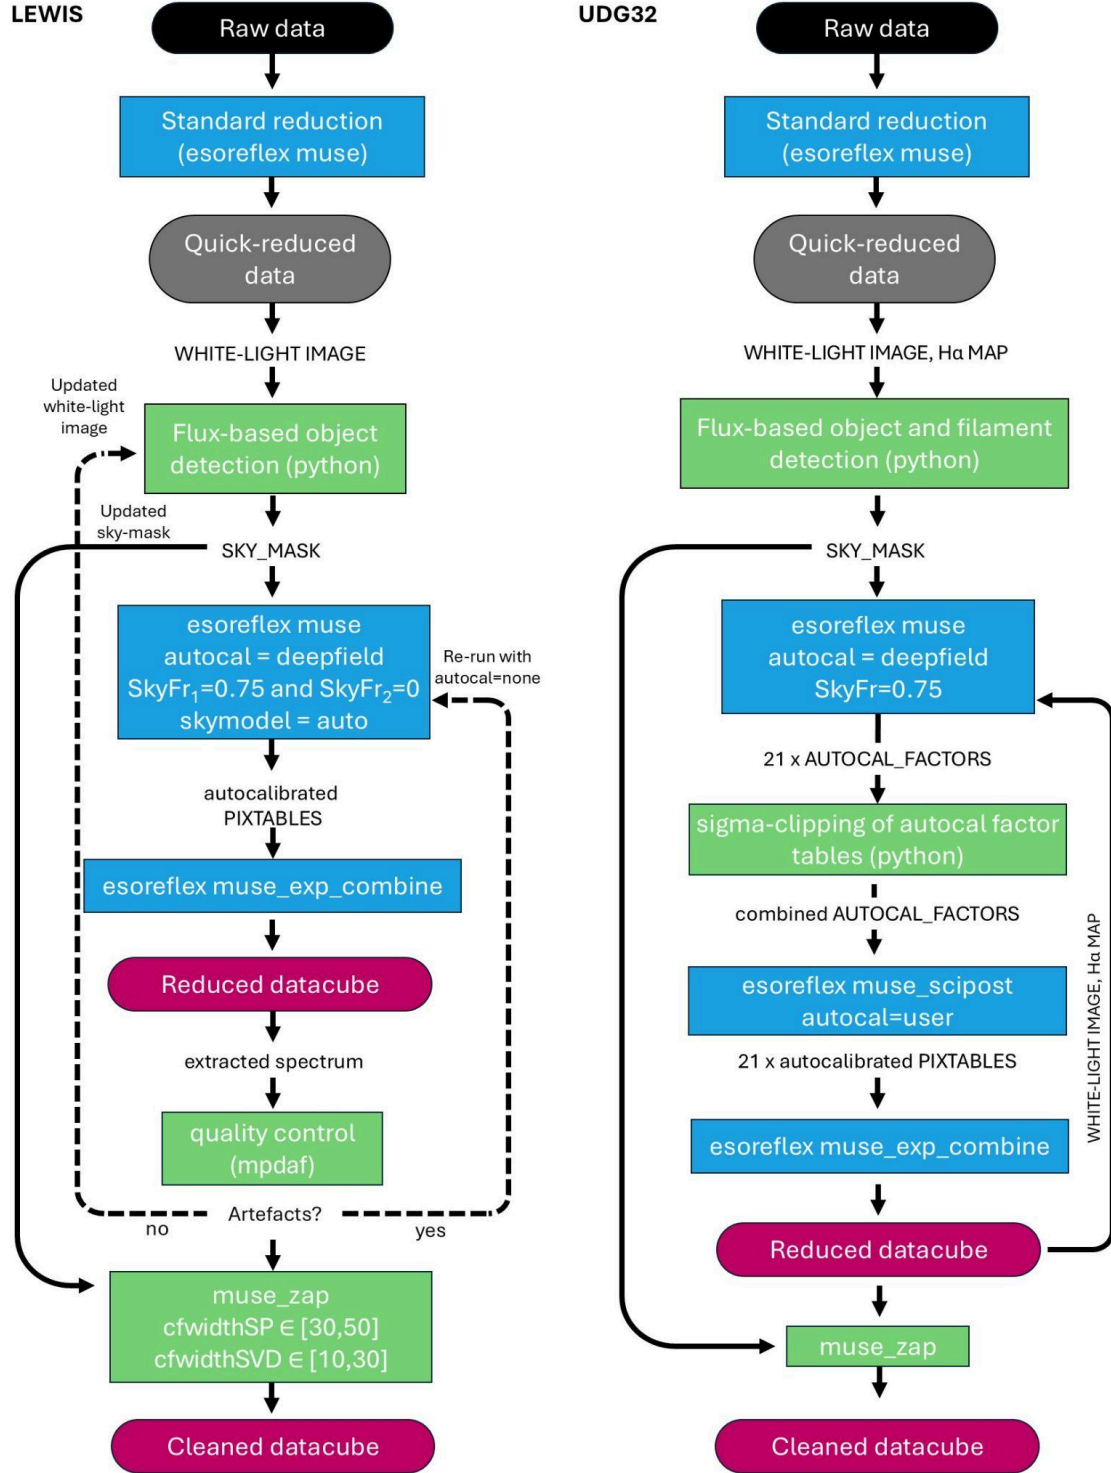 LEWIS
Raw data
Standard reduction
(esoreflex muse)
Quick-reduced
data
WHITE-LIGHT IMAGE
Updated
white-light
image
Flux-based object
detection (python)
Updated
sky-mask
SKY_MASK
esoreflex muse
autocal = deepfield
SkyFr₁=0.75 and SkyFr₂=0
skymodel = auto
Re-run with
autocal=none
autocalibrated
PIXTABLES
esoreflex muse_exp_combine
Reduced datacube
extracted spectrum
quality control
(mpdaf)
no
Artefacts?
yes
muse_zap
cfwidthSP ∈ [30,50]
cfwidthSVD ∈ [10,30]
Cleaned datacube
UDG32
Raw data
Standard reduction
(esoreflex muse)
Quick-reduced
data
WHITE-LIGHT IMAGE, Hα MAP
Flux-based object and filament
detection (python)
SKY_MASK
esoreflex muse
autocal = deepfield
SkyFr=0.75
21 x AUTOCAL_FACTORS
sigma-clipping of autocal factor
tables (python)
combined AUTOCAL_FACTORS
esoreflex muse_scipost
autocal=user
21 x autocalibrated PIXTABLES
esoreflex muse_exp_combine
WHITE-LIGHT IMAGE, Hα MAP
Reduced datacube
muse_zap
Cleaned datacube